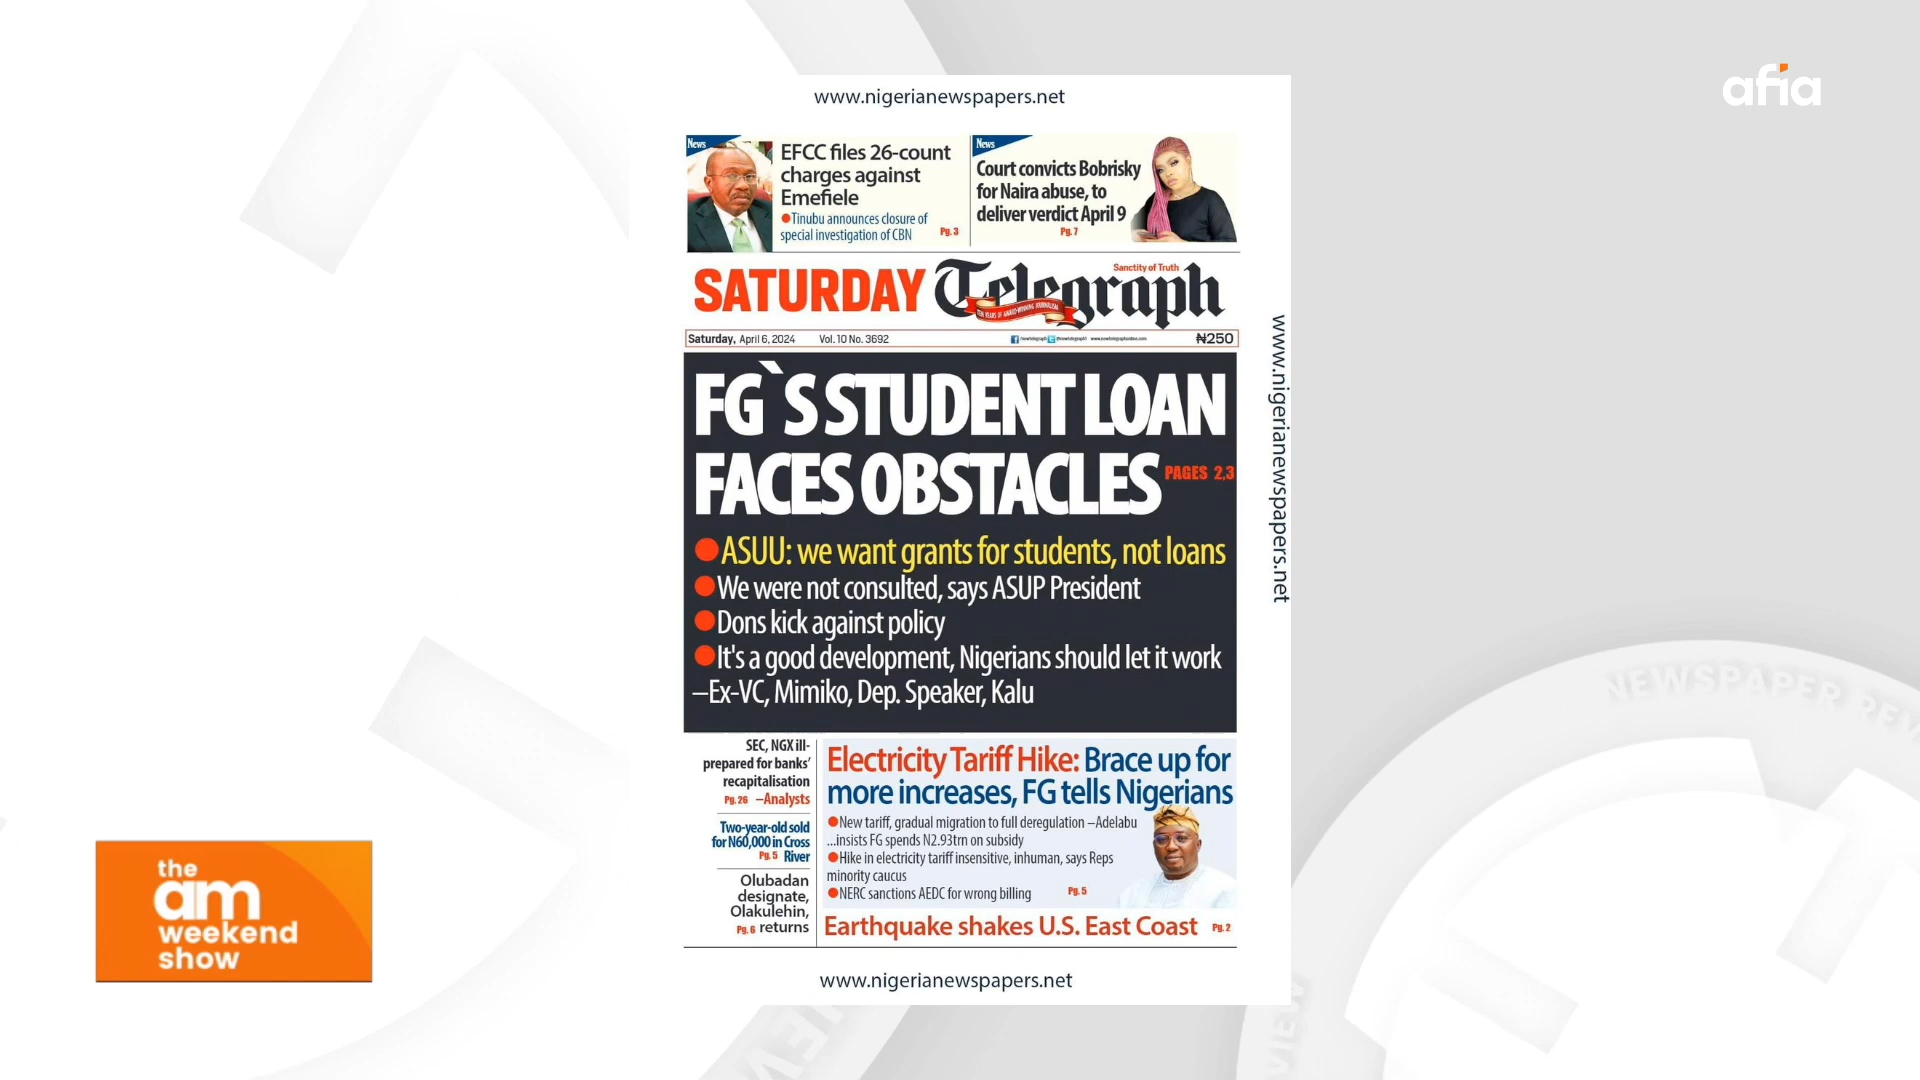 afia
www.nigerianewspapers.net
News
EFCC files 26-count
charges against
Emefiele
●Tinubu announces closure of
special investigation of CBN
Pg. 3
News
Court convicts Bobrisky
for Naira abuse, to
deliver verdict April 9
Pg. 7
SATURDAY Telegraph
Sanctity of Truth
TEN YEARS OF AWARD-WINNING JOURNALISM
Saturday, April 6, 2024 Vol. 10 No. 3692
₦250
FG`S STUDENT LOAN
FACES OBSTACLES PAGES 2,3
●ASUU: we want grants for students, not loans
●We were not consulted, says ASUP President
●Dons kick against policy
●It's a good development, Nigerians should let it work
–Ex-VC, Mimiko, Dep. Speaker, Kalu
SEC, NGX ill-
prepared for banks’
recapitalisation
Pg. 26 –Analysts
Two-year-old sold
for N60,000 in Cross
Pg. 5 River
Olubadan
designate,
Olakulehin,
Pg. 6 returns
Electricity Tariff Hike: Brace up for
more increases, FG tells Nigerians
●New tariff, gradual migration to full deregulation –Adelabu
...insists FG spends N2.93trn on subsidy
●Hike in electricity tariff insensitive, inhuman, says Reps
minority caucus
●NERC sanctions AEDC for wrong billing
Pg. 5
Earthquake shakes U.S. East Coast Pg. 2
www.nigerianewspapers.net
www.nigerianewspapers.net
the
am
weekend
show
NEWSPAPER REVIEW